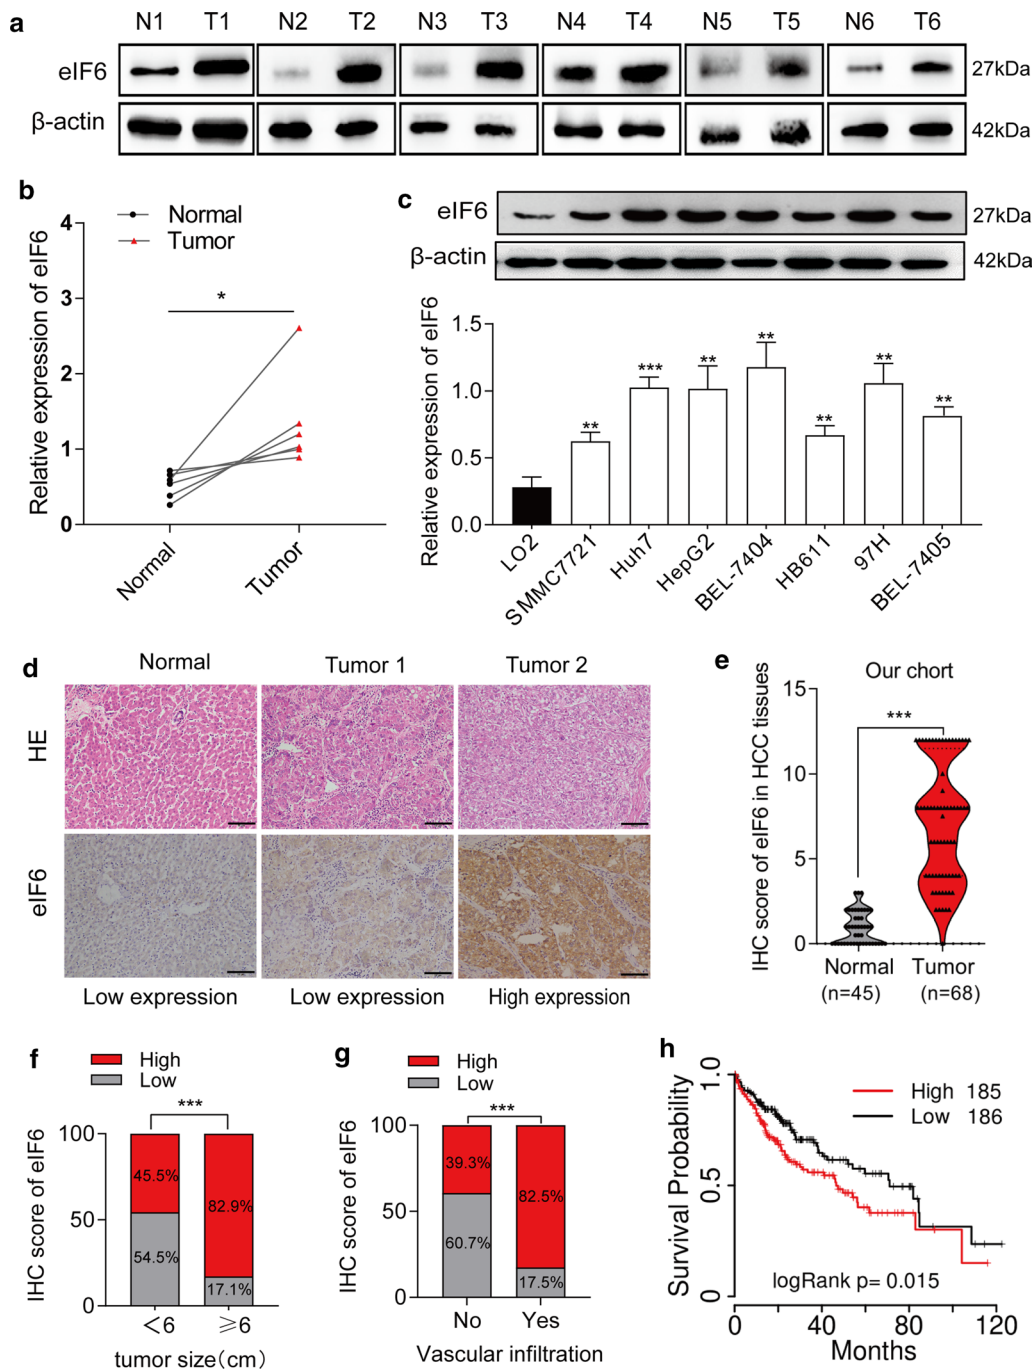 a N1 T1 N2 T2 N3 T3 N4 T4 N5 T5 N6 T6
eIF6 27kDa
β-actin 42kDa
b
Normal
Tumor
Relative expression of eIF6
4
3
2
1
0
*
Normal Tumor
c
eIF6 27kDa
β-actin 42kDa
Relative expression of eIF6
1.5
1.0
0.5
0.0
** *** ** ** ** ** **
LO2 SMMC7721 Huh7 HepG2 BEL-7404 HB611 97H BEL-7405
d
Normal Tumor 1 Tumor 2
HE
eIF6
Low expression Low expression High expression
e
Our chort
IHC score of eIF6 in HCC tissues
15
10
5
0
***
Normal Tumor
(n=45) (n=68)
f
High
Low
***
IHC score of eIF6
100
50
0
45.5% 82.9%
54.5% 17.1%
<6 ≥6
tumor size(cm)
g
High
Low
***
IHC score of eIF6
100
50
0
39.3% 82.5%
60.7% 17.5%
No Yes
Vascular infiltration
h
Survival Probability
1.0
0.5
0
High 185
Low 186
logRank p= 0.015
0 40 80 120
Months